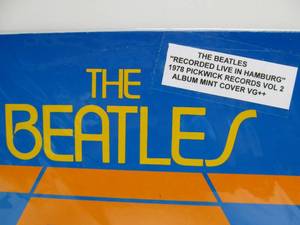 THE BEATLES
"RECORDED LIVE IN HAMBURG"
1978 PICKWICK RECORDS VOL 2
ALBUM MINT COVER VG++
THE
BEATLES